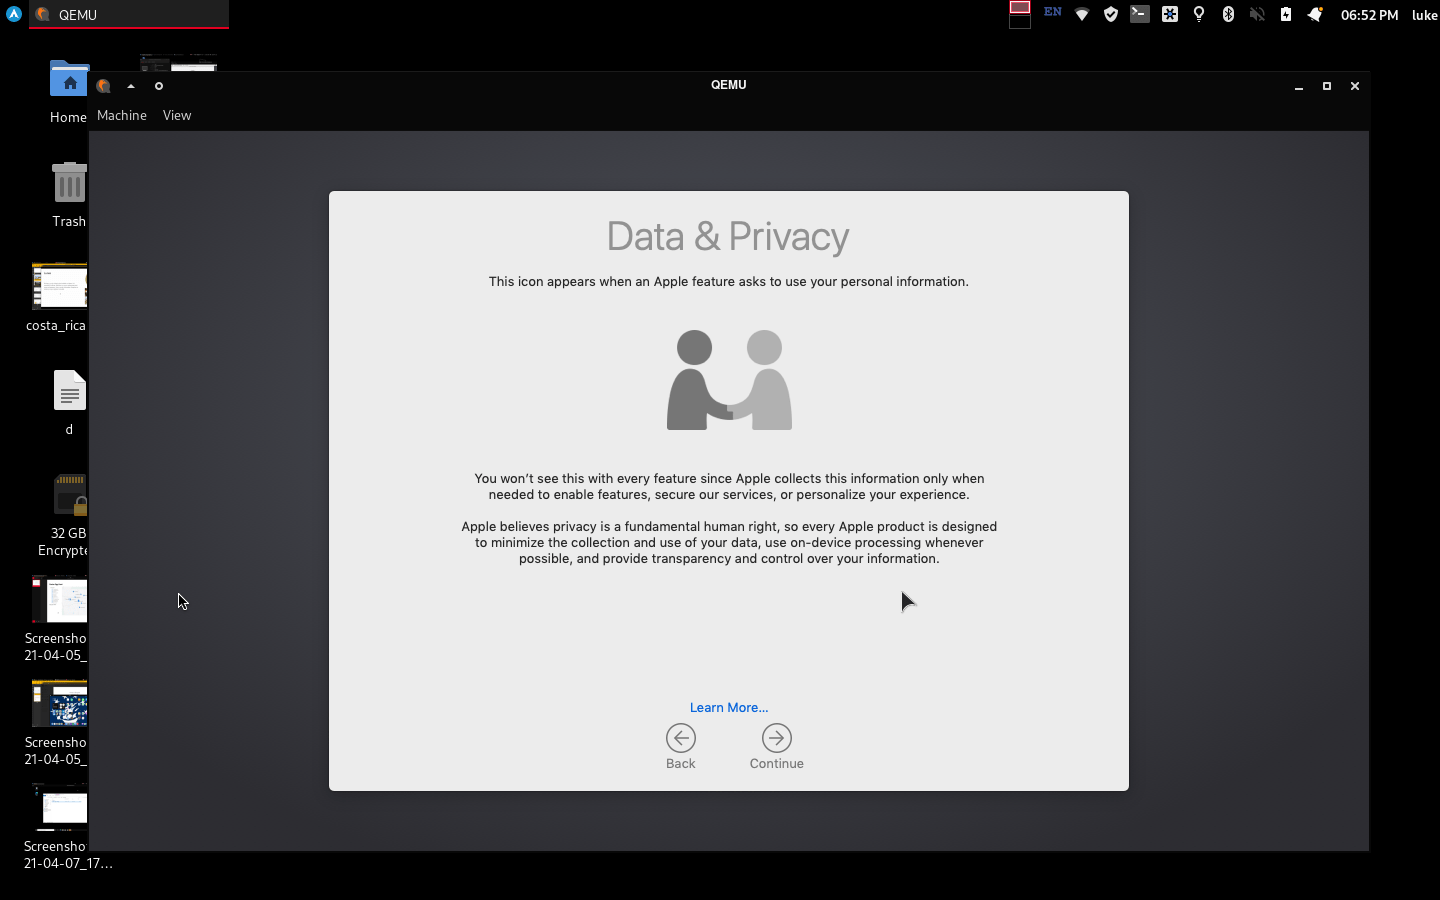 QEMU
EN
06:52 PM
luke
QEMU
Machine
View
Home
Trash
costa_rica
d
32 GB
Encrypte
Screensho
21-04-05_
Screensho
21-04-05_
Screensho
21-04-07_17...
Data & Privacy
This icon appears when an Apple feature asks to use your personal information.
You won't see this with every feature since Apple collects this information only when
needed to enable features, secure our services, or personalize your experience.
Apple believes privacy is a fundamental human right, so every Apple product is designed
to minimize the collection and use of your data, use on-device processing whenever
possible, and provide transparency and control over your information.
Learn More...
Back
Continue